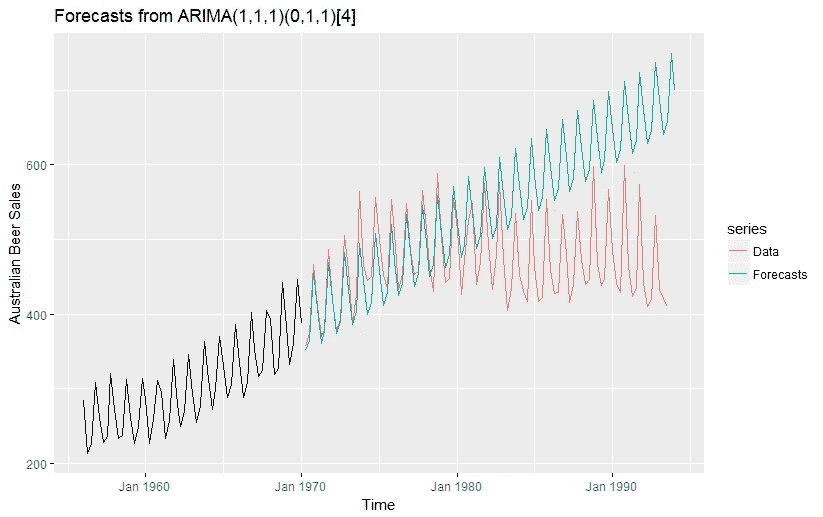 Forecasts from ARIMA(1,1,1)(0,1,1)[4]
Australian Beer Sales
600
400
200
Jan 1960
Jan 1970
Jan 1980
Jan 1990
Time
series
Data
Forecasts